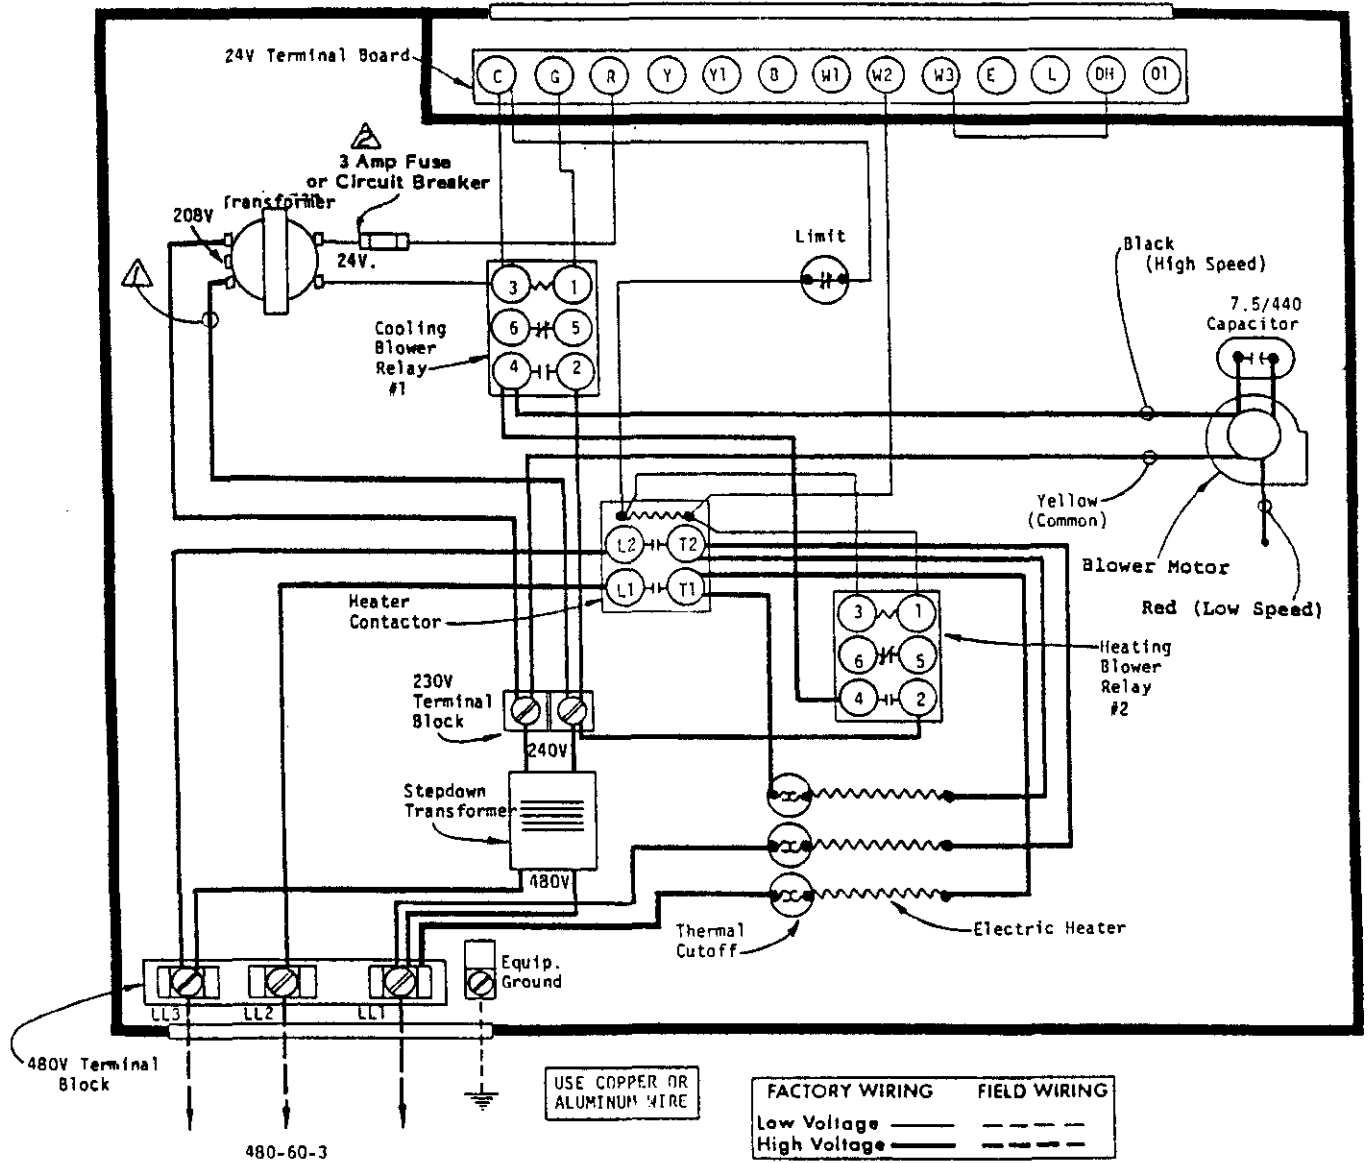 24V Terminal Board
C G R Y Y1 B W1 W2 W3 E L DH O1
2
3 Amp Fuse
or Circuit Breaker
Transformer
208V
24V.
1
Limit
Black
(High Speed)
7.5/440
Capacitor
3 1
6 5
4 2
Cooling
Blower
Relay
#1
Yellow
(Common)
Blower Motor
Red (Low Speed)
L2 T2
L1 T1
Heater
Contactor
3 1
6 5
4 2
Heating
Blower
Relay
#2
230V
Terminal
Block
240V
Stepdown
Transformer
480V
Thermal
Cutoff
Electric Heater
Equip.
Ground
LL3 LL2 LL1
480V Terminal
Block
480-60-3
USE COPPER OR
ALUMINUM WIRE
FACTORY WIRING FIELD WIRING
Low Voltage
High Voltage